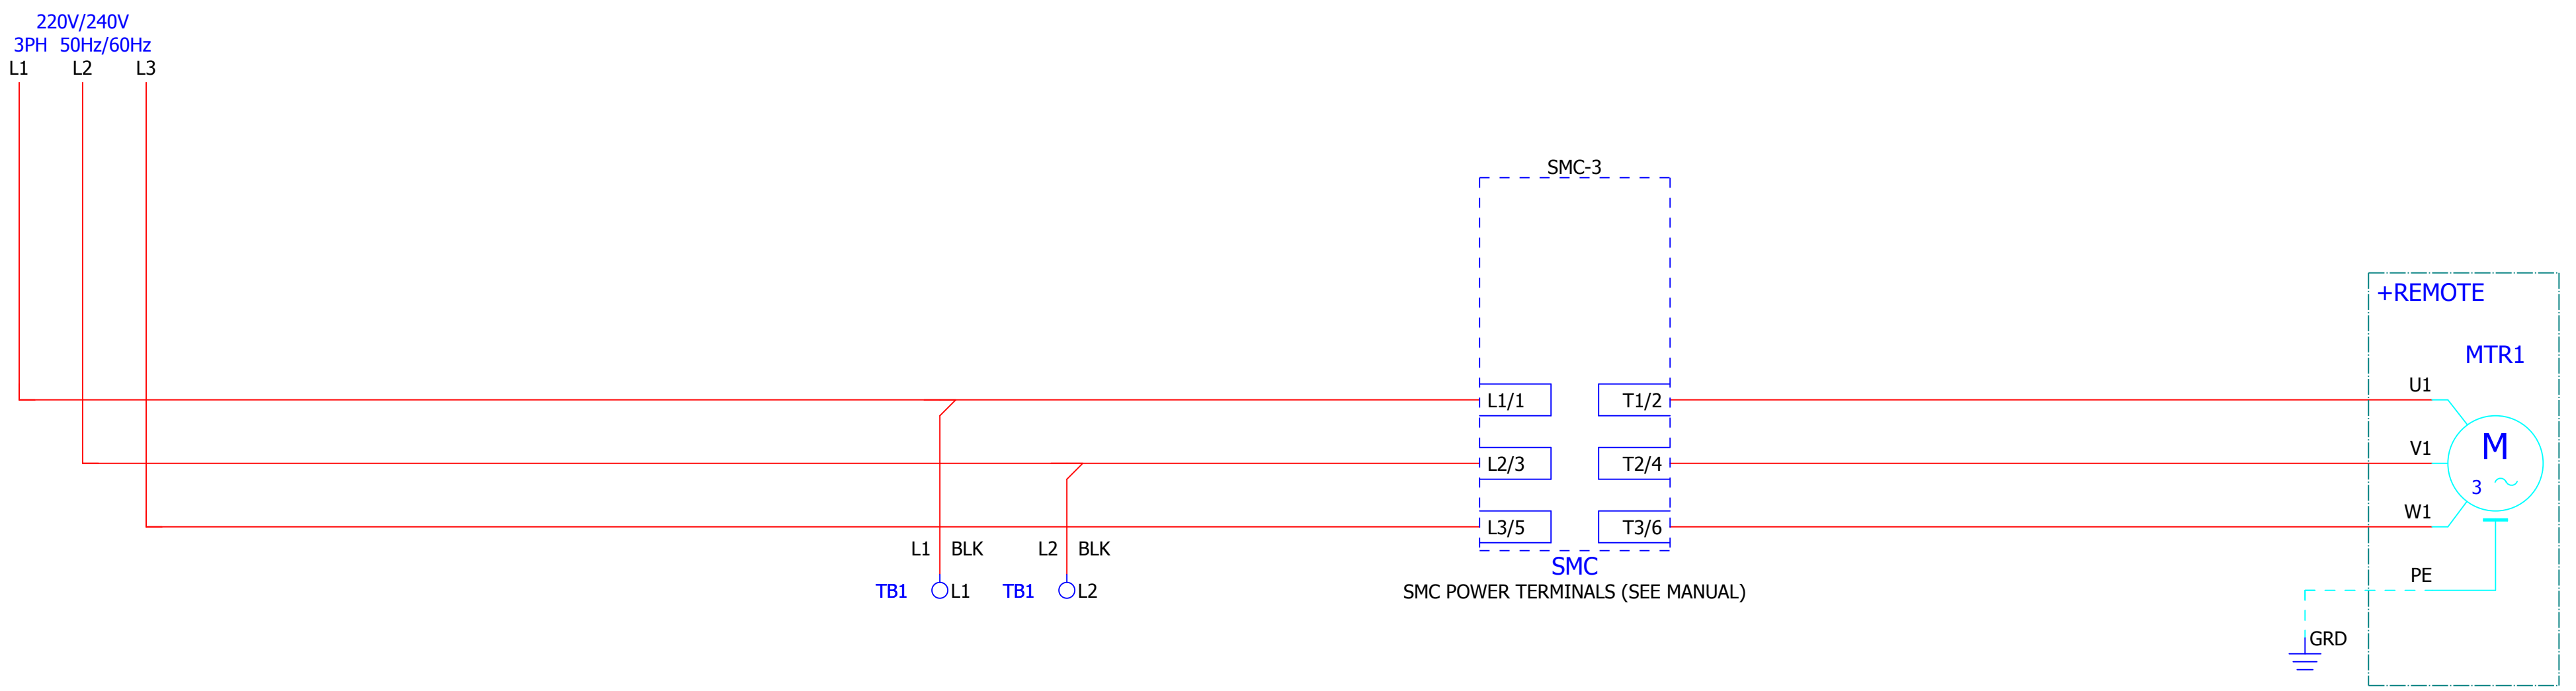 220V/240V
3PH 50Hz/60Hz
L1 L2 L3
SMC-3
+REMOTE
MTR1
U1
L1/1 T1/2
V1
M
L2/3 T2/4
3
W1
L3/5 T3/6
L1 BLK L2 BLK
SMC
PE
TB1 L1 TB1 L2
SMC POWER TERMINALS (SEE MANUAL)
GRD